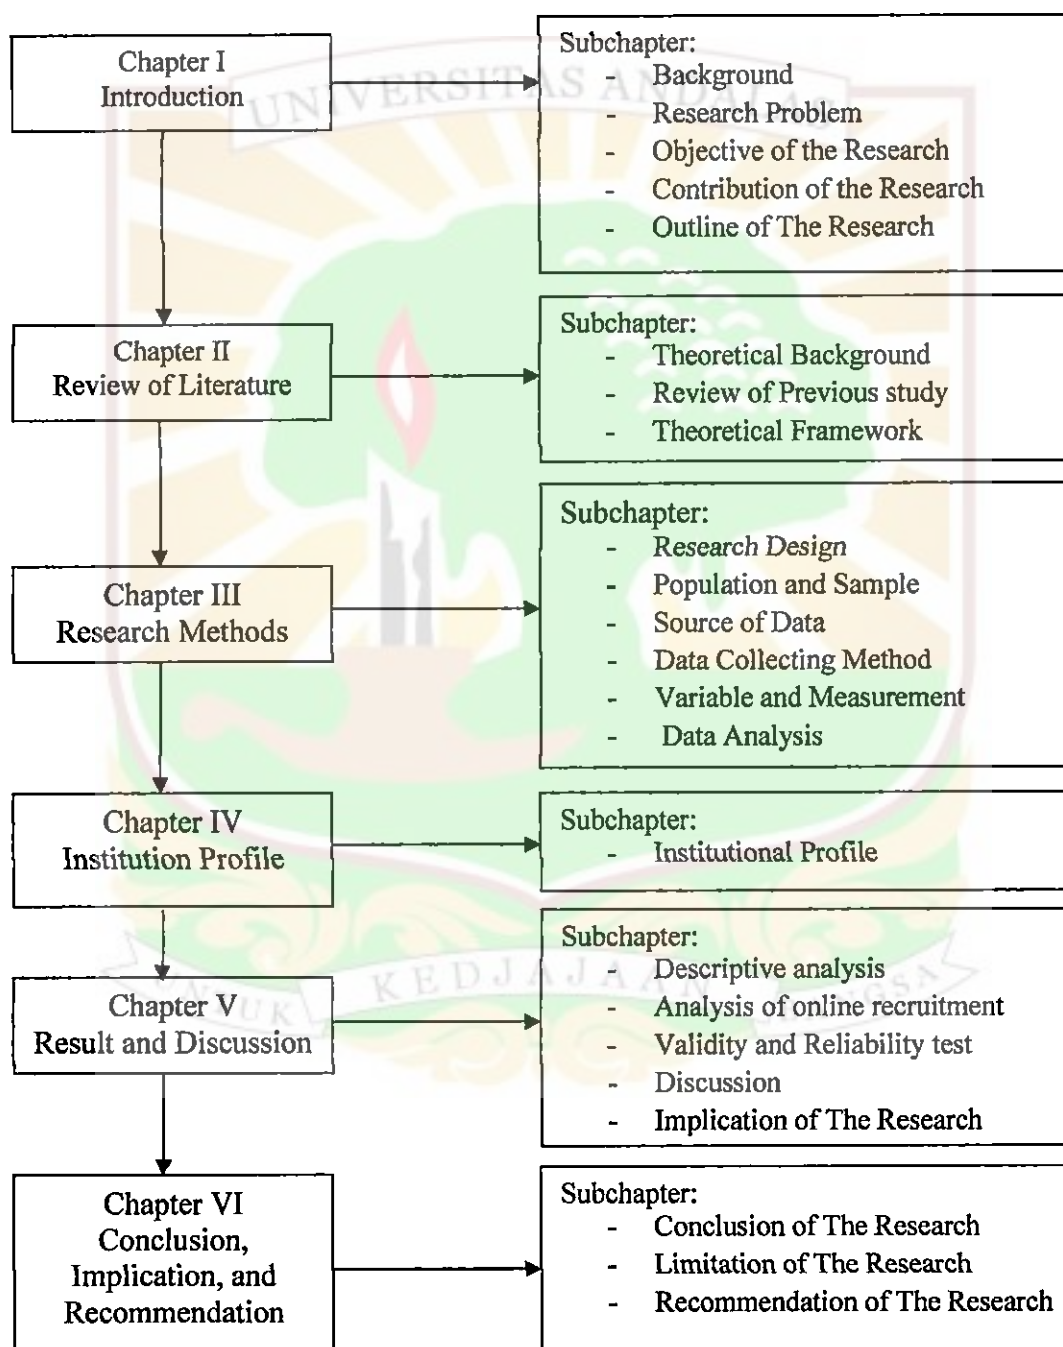 Chapter I
Introduction
Subchapter:
- Background
- Research Problem
- Objective of the Research
- Contribution of the Research
- Outline of The Research
Chapter II
Review of Literature
Subchapter:
- Theoretical Background
- Review of Previous study
- Theoretical Framework
Chapter III
Research Methods
Subchapter:
- Research Design
- Population and Sample
- Source of Data
- Data Collecting Method
- Variable and Measurement
- Data Analysis
Chapter IV
Institution Profile
Subchapter:
- Institutional Profile
Chapter V
Result and Discussion
Subchapter:
- Descriptive analysis
- Analysis of online recruitment
- Validity and Reliability test
- Discussion
- Implication of The Research
Chapter VI
Conclusion,
Implication, and
Recommendation
Subchapter:
- Conclusion of The Research
- Limitation of The Research
- Recommendation of The Research
UNIVERSITAS ANDALAS
UNTUK KEDJAJAAN BANGSA